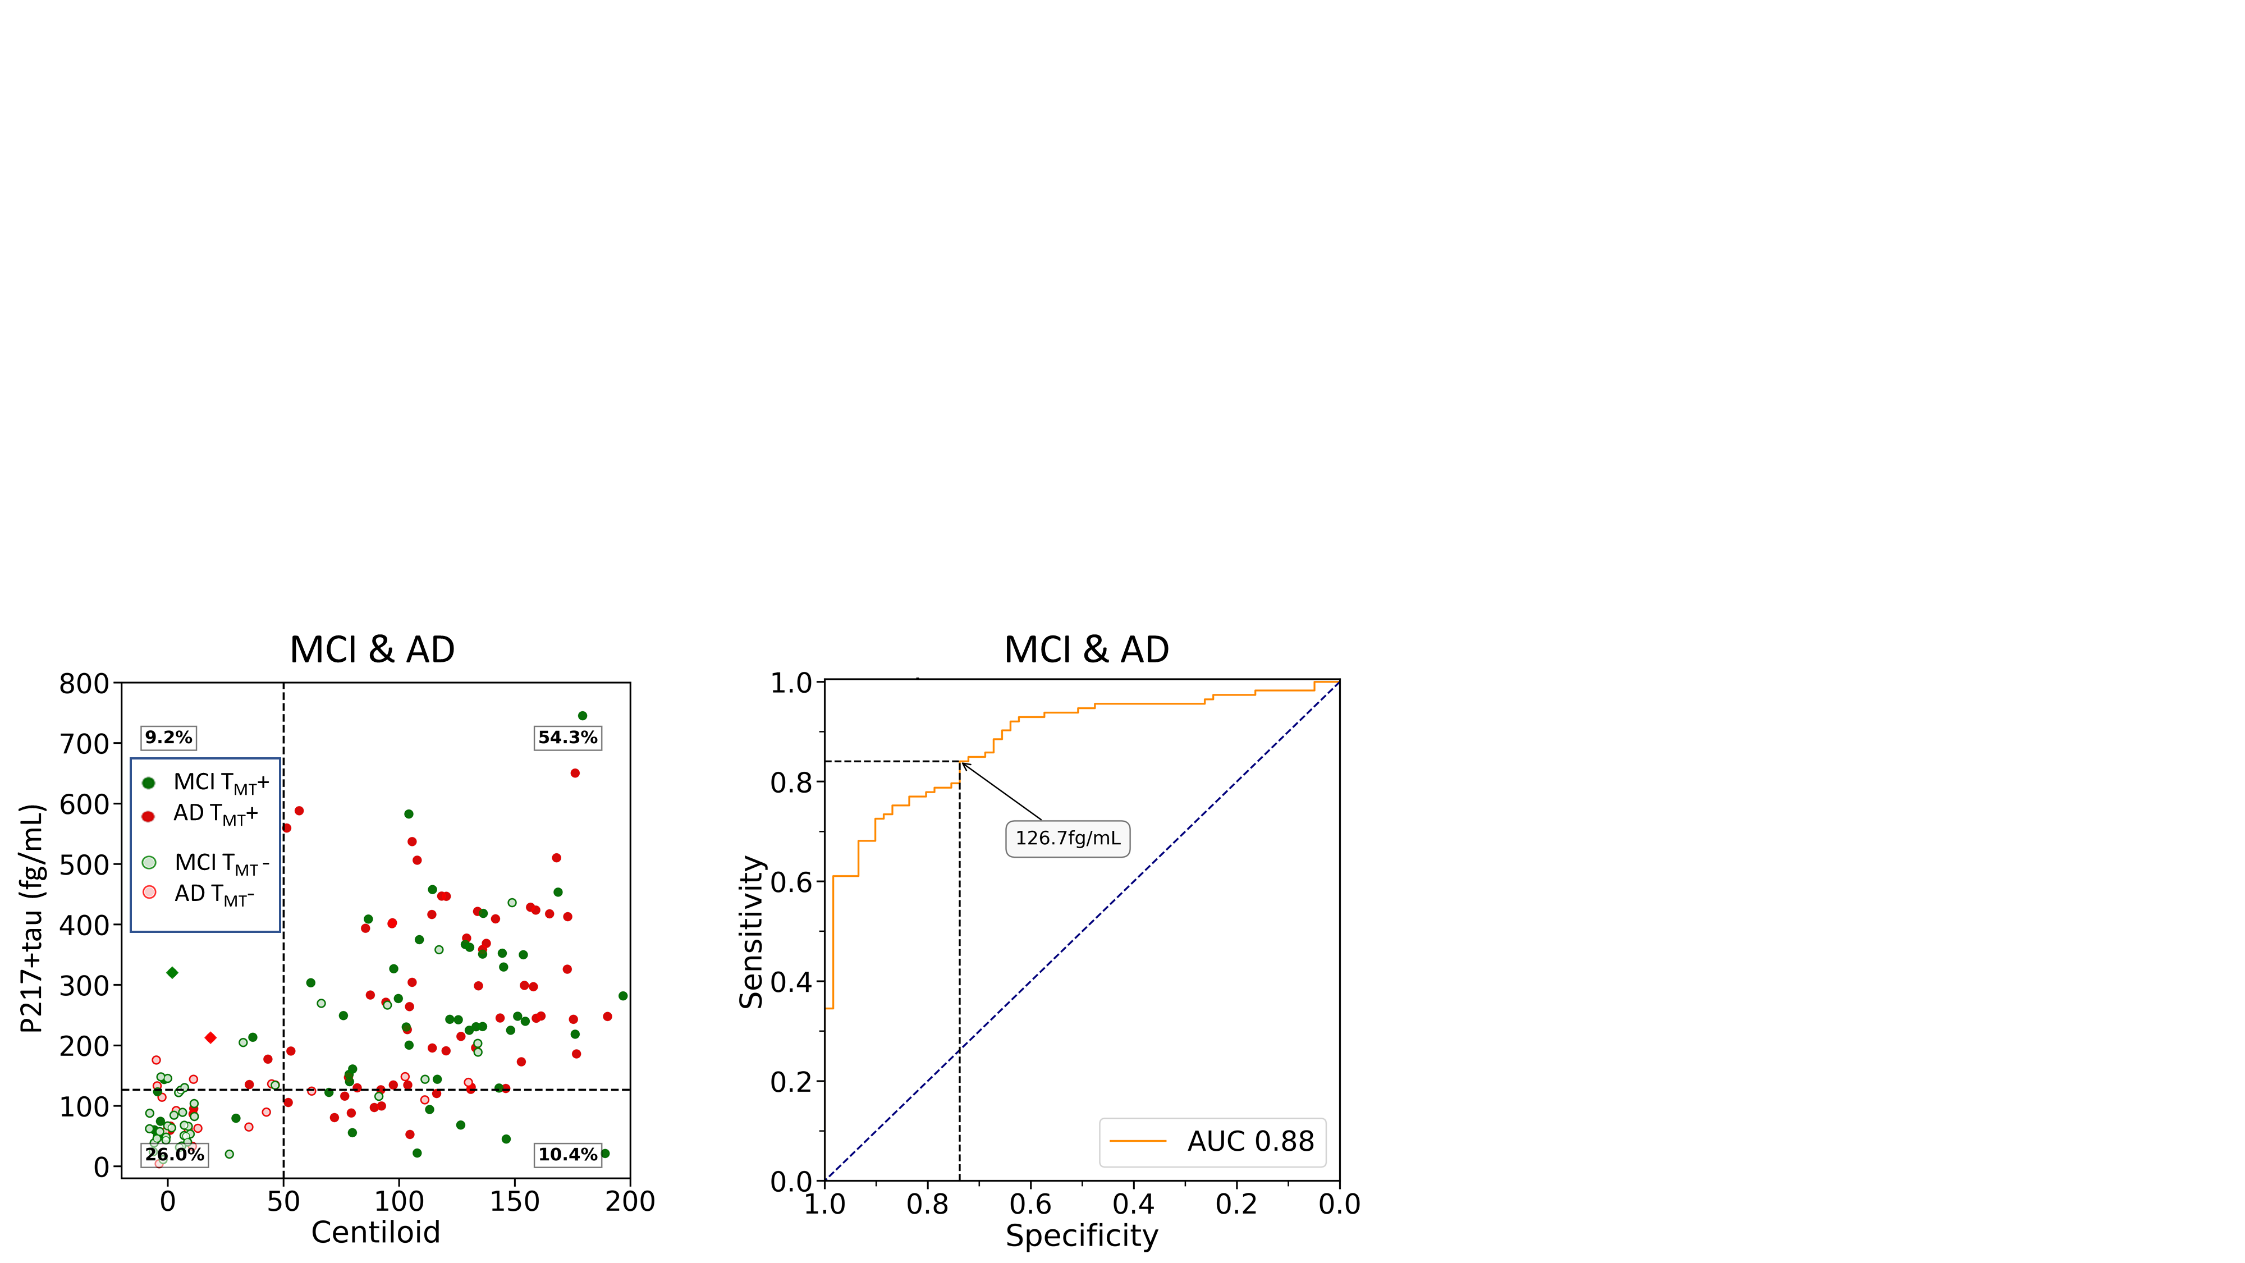 MCI & AD
800
700
600
500
400
300
200
100
0
P217+tau (fg/mL)
9.2%
54.3%
MCI TMT+
AD TMT+
MCI TMT-
AD TMT-
26.0%
10.4%
0 50 100 150 200
Centiloid
MCI & AD
1.0
0.8
0.6
0.4
0.2
0.0
Sensitivity
126.7fg/mL
AUC 0.88
1.0 0.8 0.6 0.4 0.2 0.0
Specificity